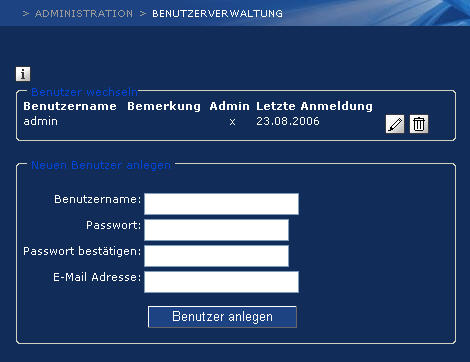 > ADMINISTRATION > BENUTZERVERWALTUNG
i
Benutzer wechseln
Benutzername Bemerkung Admin Letzte Anmeldung
admin x 23.08.2006
Neuen Benutzer anlegen
Benutzername:
Passwort:
Passwort bestätigen:
E-Mail Adresse:
Benutzer anlegen